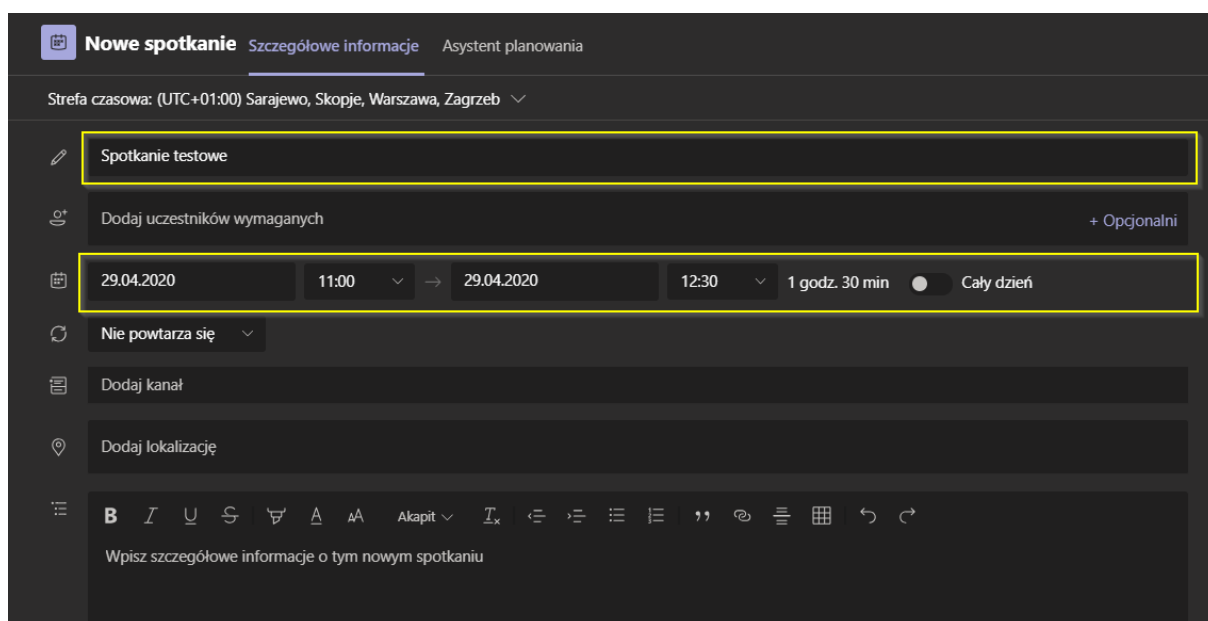 Nowe spotkanie Szczegółowe informacje Asystent planowania
Strefa czasowa: (UTC+01:00) Sarajewo, Skopje, Warszawa, Zagrzeb
Spotkanie testowe
Dodaj uczestników wymaganych + Opcjonalni
29.04.2020 11:00 → 29.04.2020 12:30 1 godz. 30 min Cały dzień
Nie powtarza się
Dodaj kanał
Dodaj lokalizację
B I U S A AA Akapit Tx
Wpisz szczegółowe informacje o tym nowym spotkaniu